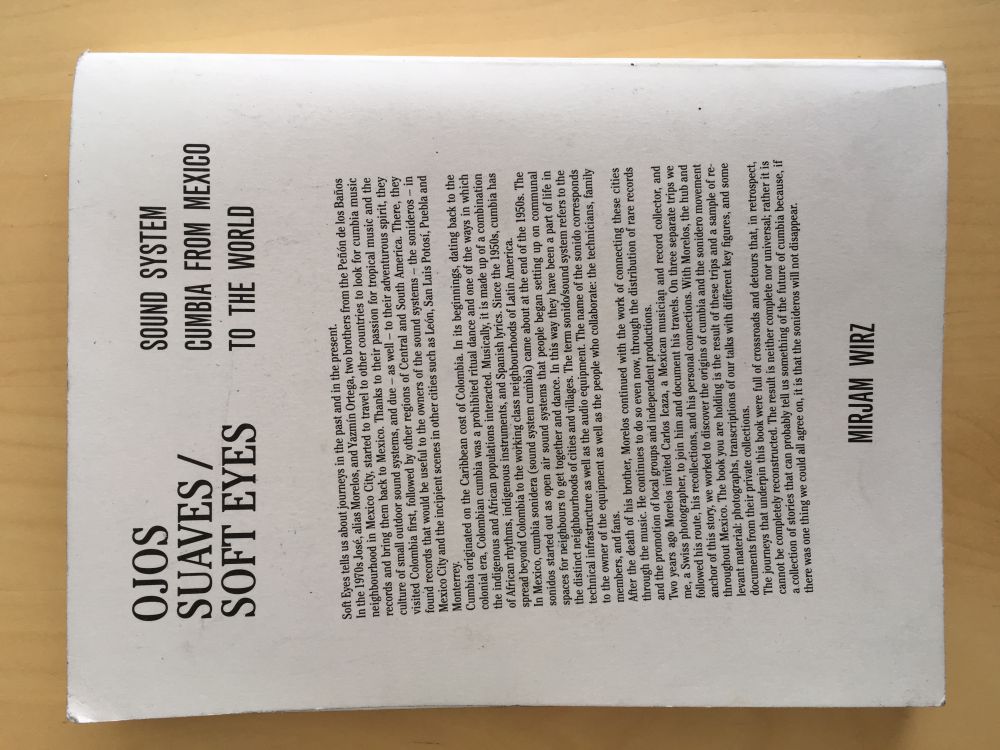 OJOS
SUAVES /
SOFT EYES
SOUND SYSTEM
CUMBIA FROM MEXICO
TO THE WORLD
Soft Eyes tells us about journeys in the past and in the present.
In the 1970s José, alias Morelos, and Yazmín Ortega, two brothers from the Peñón de los Baños
neighbourhood in Mexico City, started to travel to other countries to look for cumbia music
records and bring them back to Mexico. Thanks to their passion for tropical music and the
culture of small outdoor sound systems, and due – as well – to their adventurous spirit, they
visited Colombia first, followed by other regions of Central and South America. There, they
found records that would be useful to the owners of the sound systems – the sonideros – in
Mexico City and the incipient scenes in other cities such as León, San Luis Potosí, Puebla and
Monterrey.
Cumbia originated on the Caribbean cost of Colombia. In its beginnings, dating back to the
colonial era, Colombian cumbia was a prohibited ritual dance and one of the ways in which
the indigenous and African populations interacted. Musically, it is made up of a combination
of African rhythms, indigenous instruments, and Spanish lyrics. Since the 1950s, cumbia has
spread beyond Colombia to the working class neighbourhoods of Latin America.
In Mexico, cumbia sonidera (sound system cumbia) came about at the end of the 1950s. The
sonidos started out as open air sound systems that people began setting up on communal
spaces for neighbours to get together and dance. In this way they have been a part of life in
the distinct neighbourhoods of cities and villages. The term sonido/sound system refers to the
technical infrastructure as well as the audio equipment. The name of the sonido corresponds
to the owner of the equipment as well as the people who collaborate: the technicians, family
members, and fans.
After the death of his brother, Morelos continued with the work of connecting these cities
through the music. He continues to do so even now, through the distribution of rare records
and the promotion of local groups and independent productions.
Two years ago Morelos invited Carlos Icaza, a Mexican musician and record collector, and
me, a Swiss photographer, to join him and document his travels. On three separate trips we
followed his route, his recollections, and his personal connections. With Morelos, the hub and
anchor of this story, we worked to discover the origins of cumbia and the sonidero movement
throughout Mexico. The book you are holding is the result of these trips and a sample of re-
levant material: photographs, transcriptions of our talks with different key figures, and some
documents from their private collections.
The journeys that underpin this book were full of crossroads and detours that, in retrospect,
cannot be completely reconstructed. The result is neither complete nor universal; rather it is
a collection of stories that can probably tell us something of the future of cumbia because, if
there was one thing we could all agree on, it is that the sonideros will not disappear.
MIRJAM WIRZ